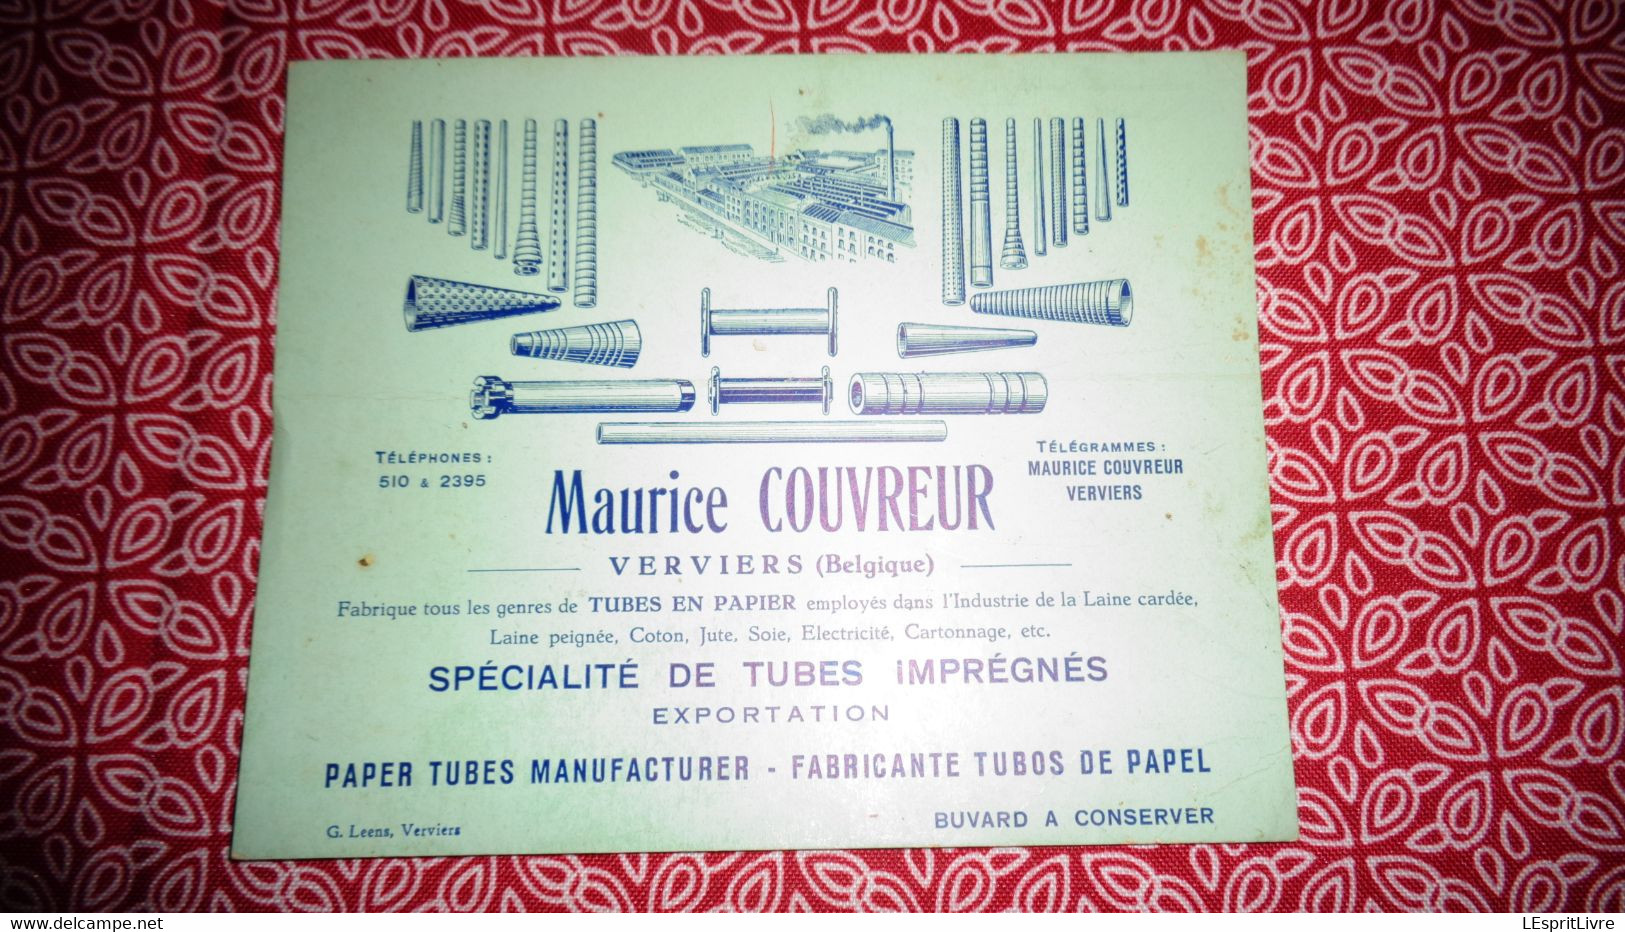 TÉLÉPHONES :
510 & 2395
TÉLÉGRAMMES :
MAURICE COUVREUR
VERVIERS
Maurice COUVREUR
VERVIERS (Belgique)
Fabrique tous les genres de TUBES EN PAPIER employés dans l'Industrie de la Laine cardée,
Laine peignée, Coton, Jute, Soie, Electricité, Cartonnage, etc.
SPÉCIALITÉ DE TUBES IMPRÉGNÉS
EXPORTATION
PAPER TUBES MANUFACTURER - FABRICANTE TUBOS DE PAPEL
BUVARD A CONSERVER
G. Leens, Verviers
www.delcampe.net
LEspritLivre